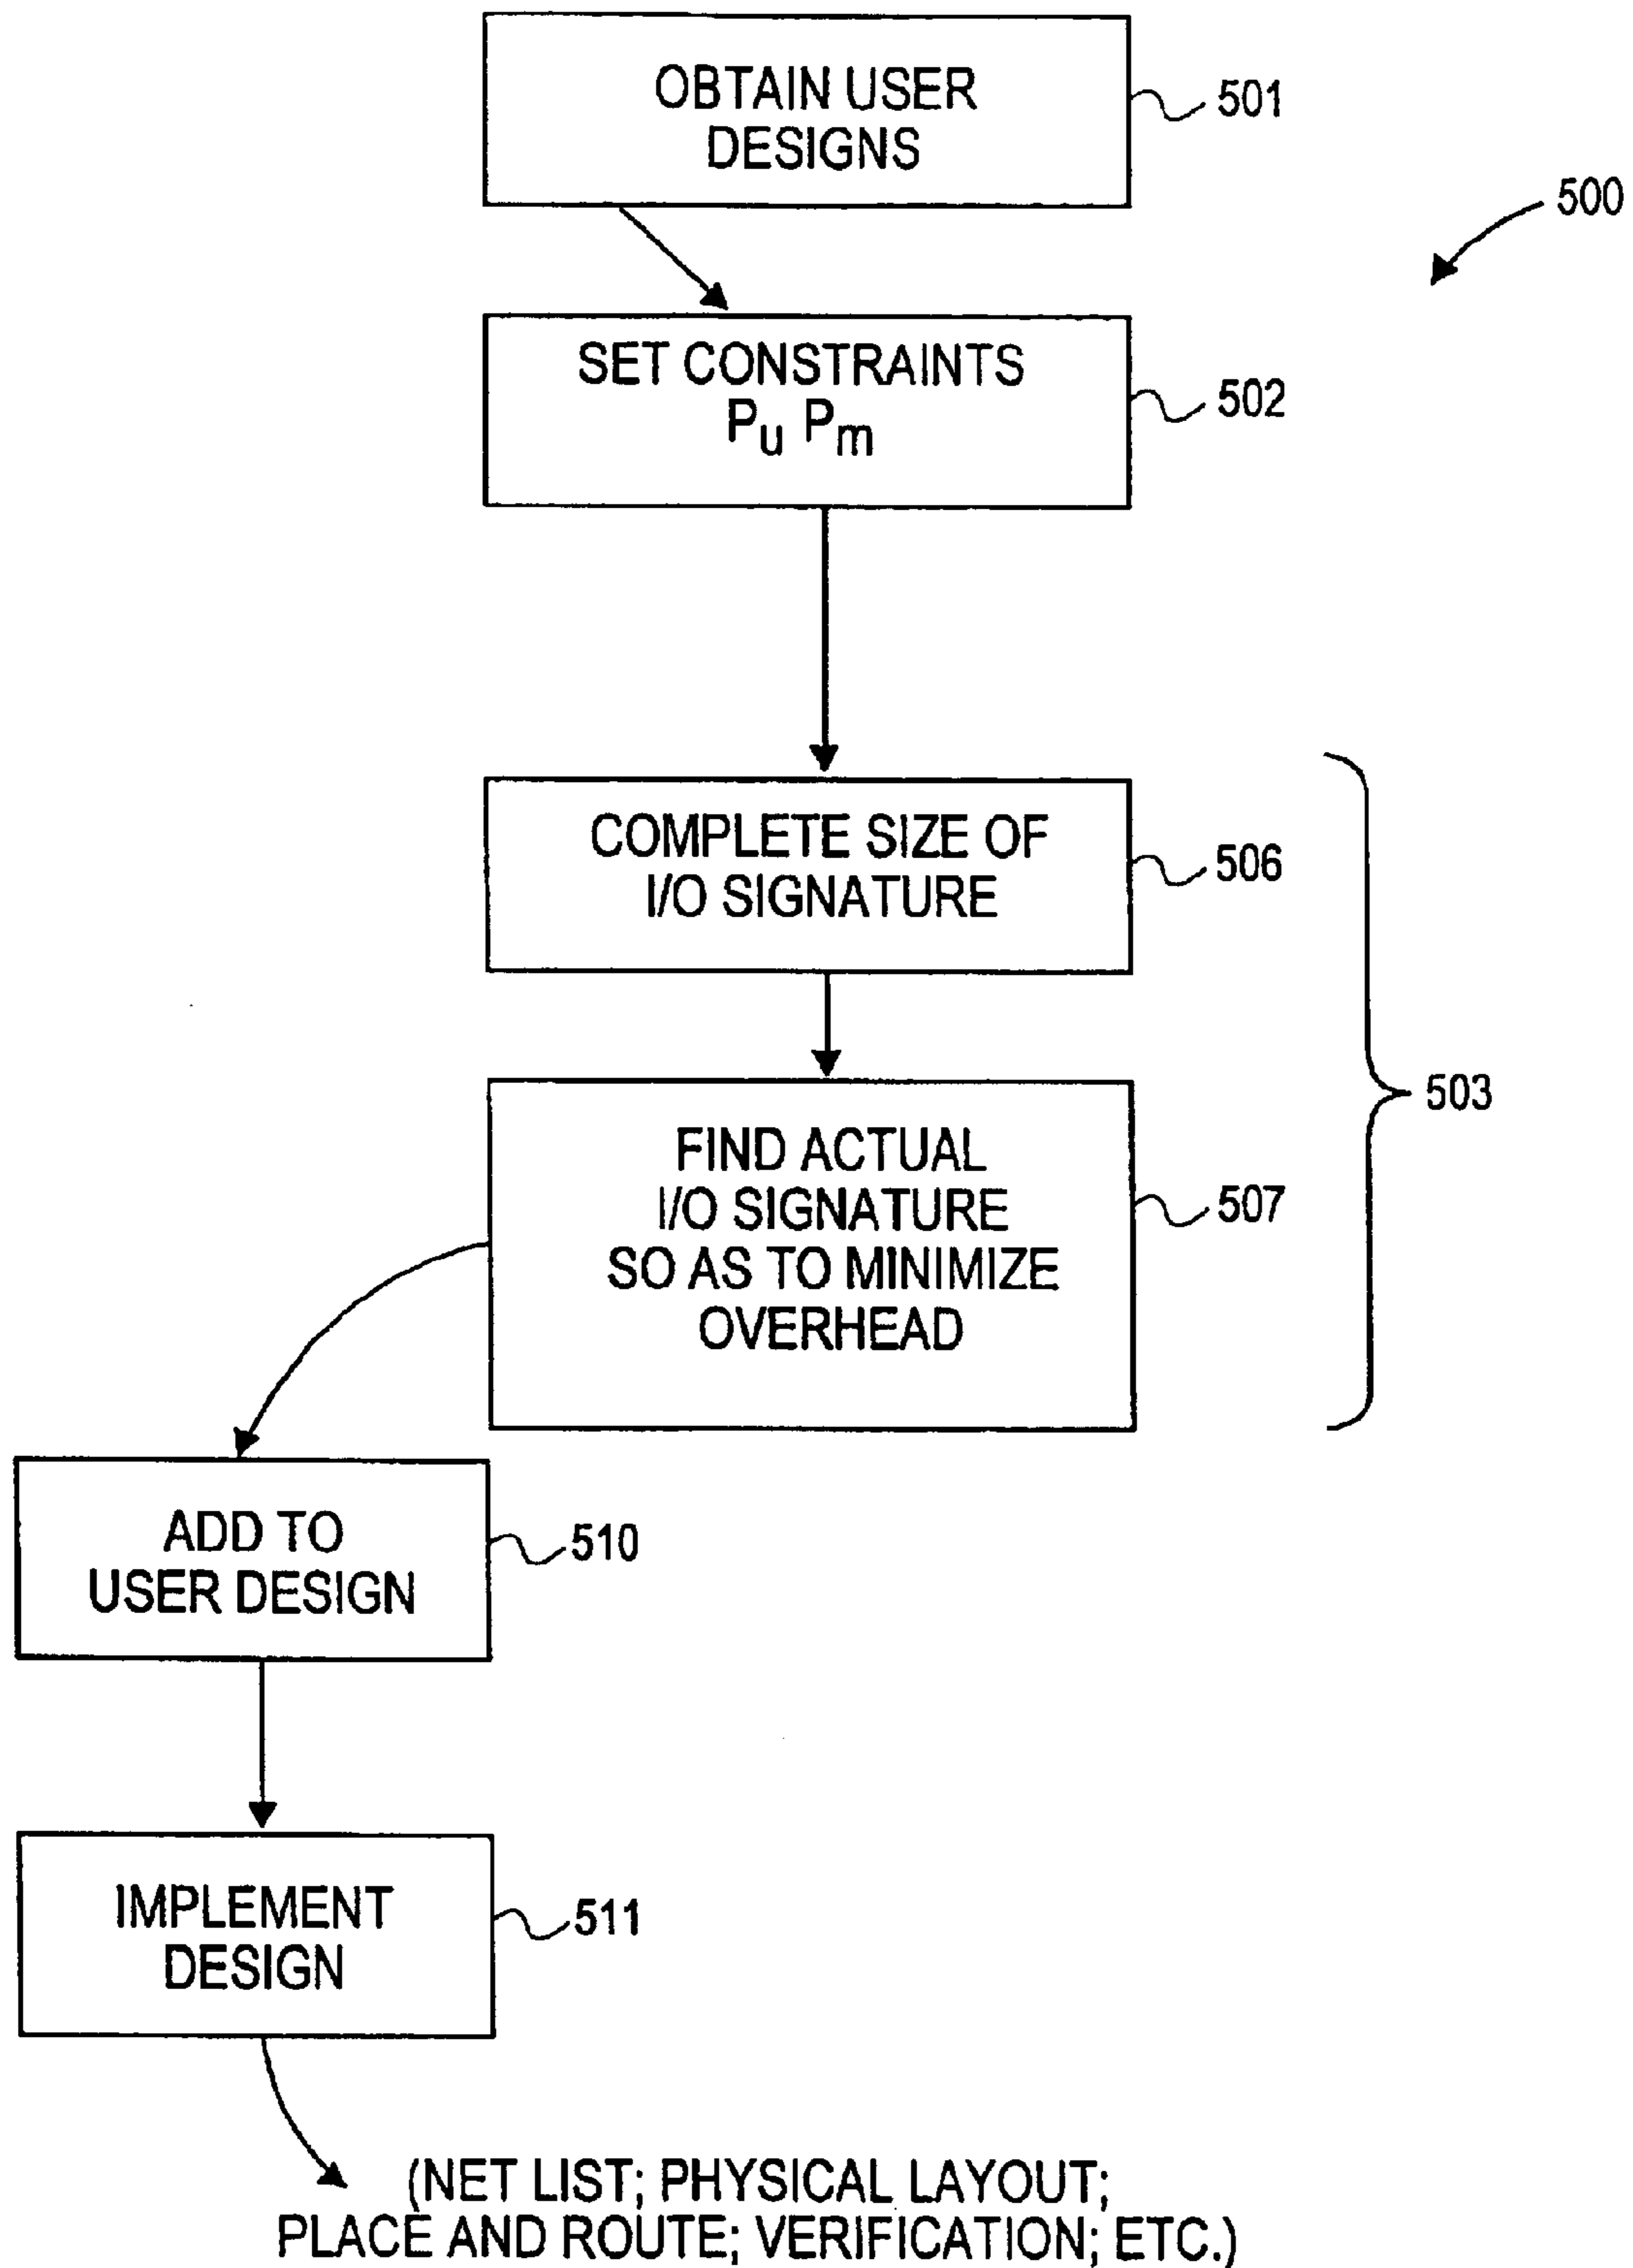 OBTAIN USER
DESIGNS
501
500
SET CONSTRAINTS
Pu Pm
502
COMPLETE SIZE OF
I/O SIGNATURE
506
503
FIND ACTUAL
I/O SIGNATURE
SO AS TO MINIMIZE
OVERHEAD
507
ADD TO
USER DESIGN
510
IMPLEMENT
DESIGN
511
(NET LIST; PHYSICAL LAYOUT;
PLACE AND ROUTE; VERIFICATION; ETC.)